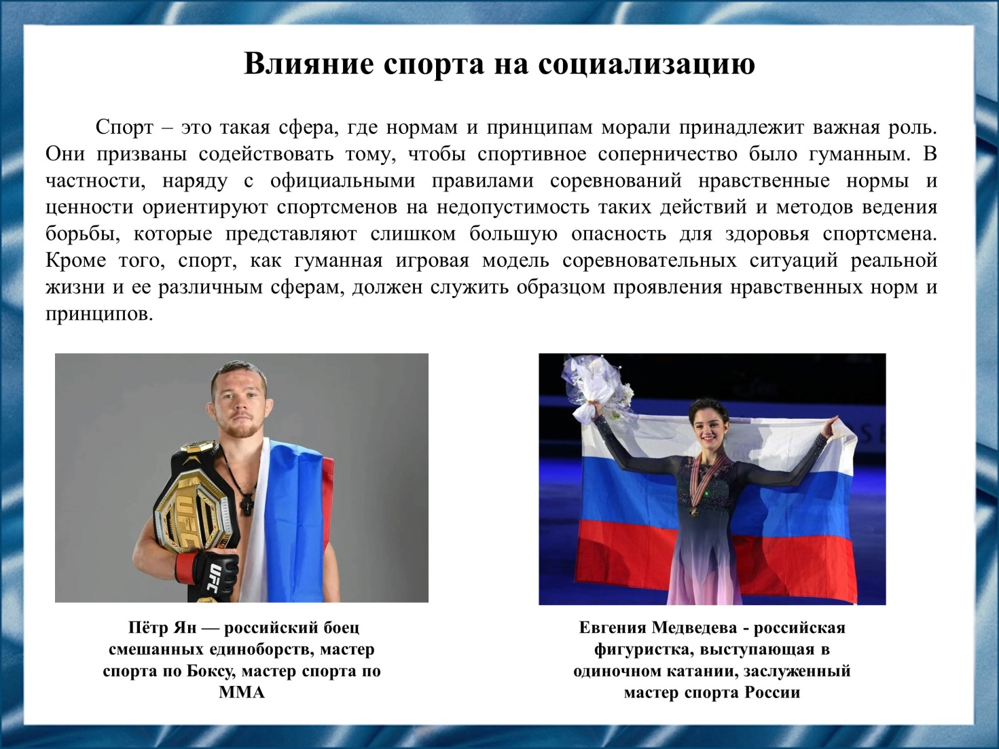 Влияние спорта на социализацию
Спорт – это такая сфера, где нормам и принципам морали принадлежит важная роль.
Они призваны содействовать тому, чтобы спортивное соперничество было гуманным. В
частности, наряду с официальными правилами соревнований нравственные нормы и
ценности ориентируют спортсменов на недопустимость таких действий и методов ведения
борьбы, которые представляют слишком большую опасность для здоровья спортсмена.
Кроме того, спорт, как гуманная игровая модель соревновательных ситуаций реальной
жизни и ее различным сферам, должен служить образцом проявления нравственных норм и
принципов.
UFC
UFC
Пётр Ян — российский боец
смешанных единоборств, мастер
спорта по Боксу, мастер спорта по
ММА
Евгения Медведева - российская
фигуристка, выступающая в
одиночном катании, заслуженный
мастер спорта России